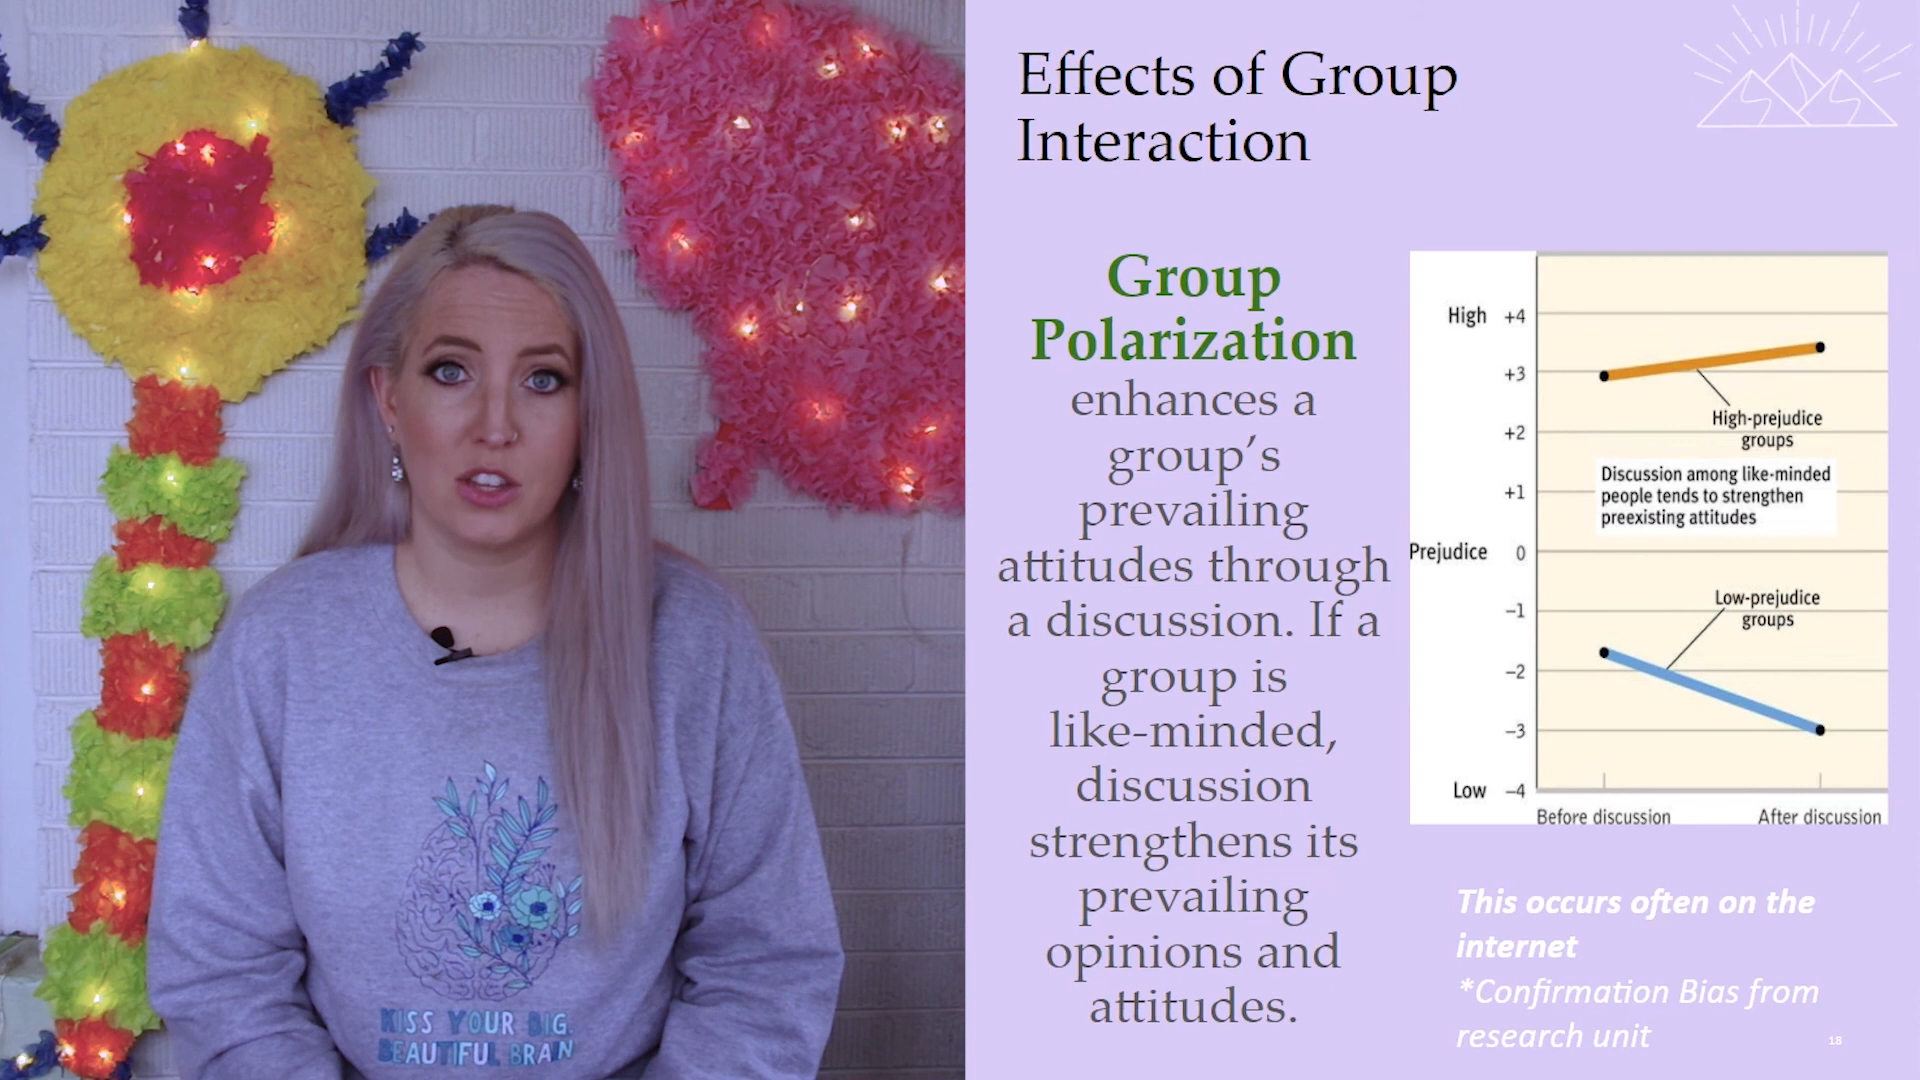 Effects of Group
Interaction
Group
Polarization
enhances a
group's
prevailing
attitudes through
a discussion. If a
group is
like-minded,
discussion
strengthens its
prevailing
opinions and
attitudes.
High +4
+3
+2
+1
Prejudice 0
-1
-2
-3
Low -4
High-prejudice
groups
Discussion among like-minded
people tends to strengthen
preexisting attitudes
Low-prejudice
groups
Before discussion After discussion
This occurs often on the
internet
*Confirmation Bias from
research unit
18
KISS YOUR BIG
BEAUTIFUL BRAIN